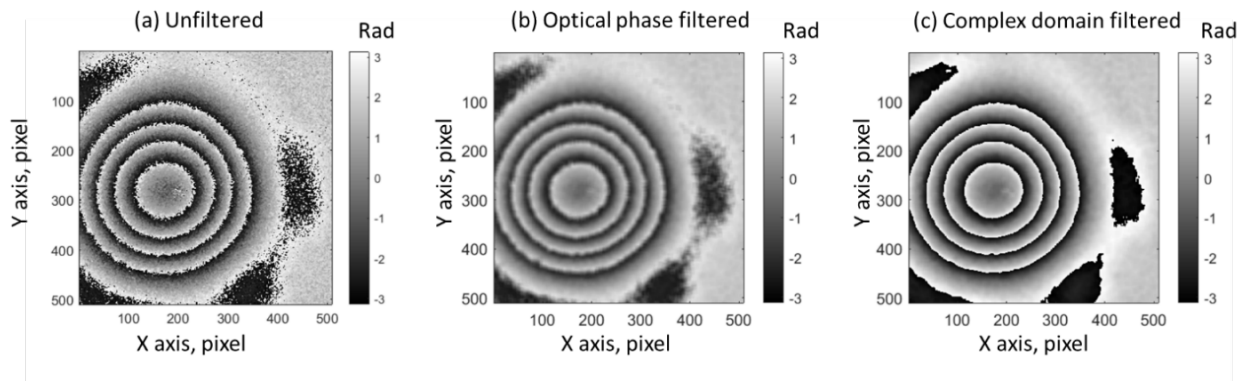 (a) Unfiltered
Rad
3
2
1
0
-1
-2
-3
100
200
300
400
500
Y axis, pixel
100 200 300 400 500
X axis, pixel
(b) Optical phase filtered
Rad
3
2
1
0
-1
-2
-3
100
200
300
400
500
Y axis, pixel
100 200 300 400 500
X axis, pixel
(c) Complex domain filtered
Rad
3
2
1
0
-1
-2
-3
100
200
300
400
500
Y axis, pixel
100 200 300 400 500
X axis, pixel